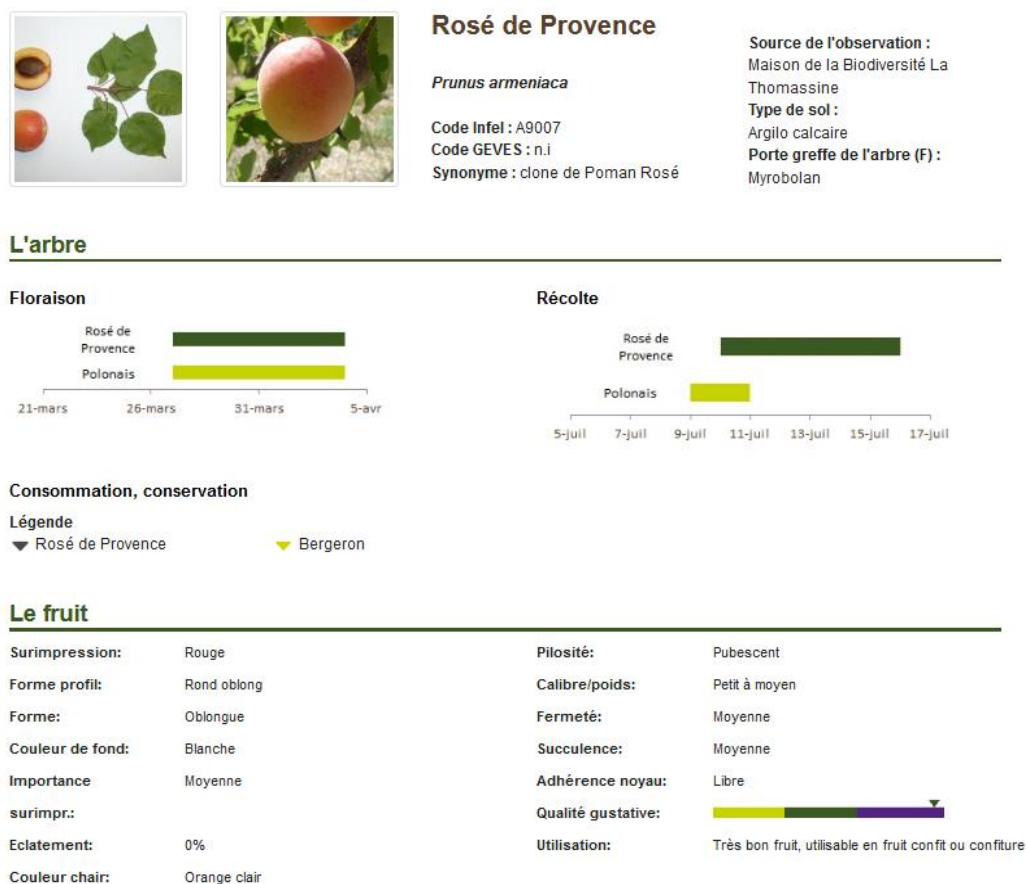 Rosé de Provence
Prunus armeniaca
Code Infel : A9007
Code GEVES : n.i
Synonyme : clone de Poman Rosé
Source de l'observation :
Maison de la Biodiversité La
Thomassine
Type de sol :
Argilo calcaire
Porte greffe de l'arbre (F) :
Myrobolan
L'arbre
Floraison
Rosé de
Provence
Polonais
21-mars 26-mars 31-mars 5-avr
Récolte
Rosé de
Provence
Polonais
5-juil 7-juil 9-juil 11-juil 13-juil 15-juil 17-juil
Consommation, conservation
Légende
Rosé de Provence Bergeron
Le fruit
Surimpression: Rouge
Forme profil: Rond oblong
Forme: Oblongue
Couleur de fond: Blanche
Importance Moyenne
surimpr.:
Eclatement: 0%
Couleur chair: Orange clair
Pilosité: Pubescent
Calibre/poids: Petit à moyen
Fermeté: Moyenne
Succulence: Moyenne
Adhérence noyau: Libre
Qualité gustative:
Utilisation: Très bon fruit, utilisable en fruit confit ou confiture